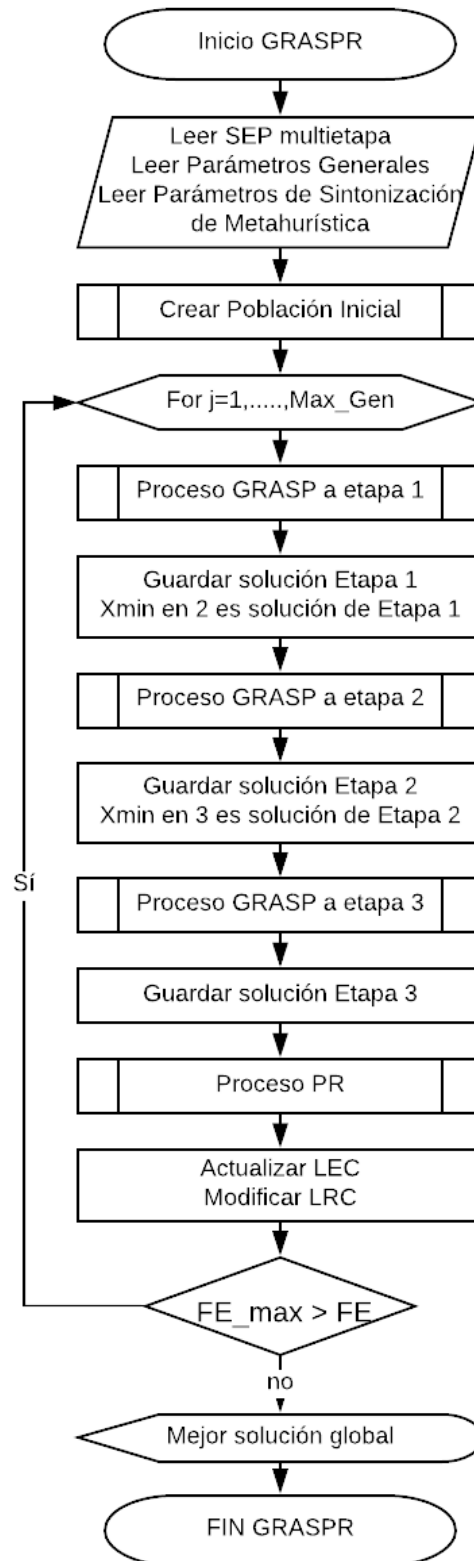 Inicio GRASPR
Leer SEP multietapa
Leer Parámetros Generales
Leer Parámetros de Sintonización
de Metahurística
Crear Población Inicial
For j=1,.....,Max_Gen
Proceso GRASP a etapa 1
Guardar solución Etapa 1
Xmin en 2 es solución de Etapa 1
Proceso GRASP a etapa 2
Guardar solución Etapa 2
Xmin en 3 es solución de Etapa 2
Sí
Proceso GRASP a etapa 3
Guardar solución Etapa 3
Proceso PR
Actualizar LEC
Modificar LRC
FE_max > FE
no
Mejor solución global
FIN GRASPR